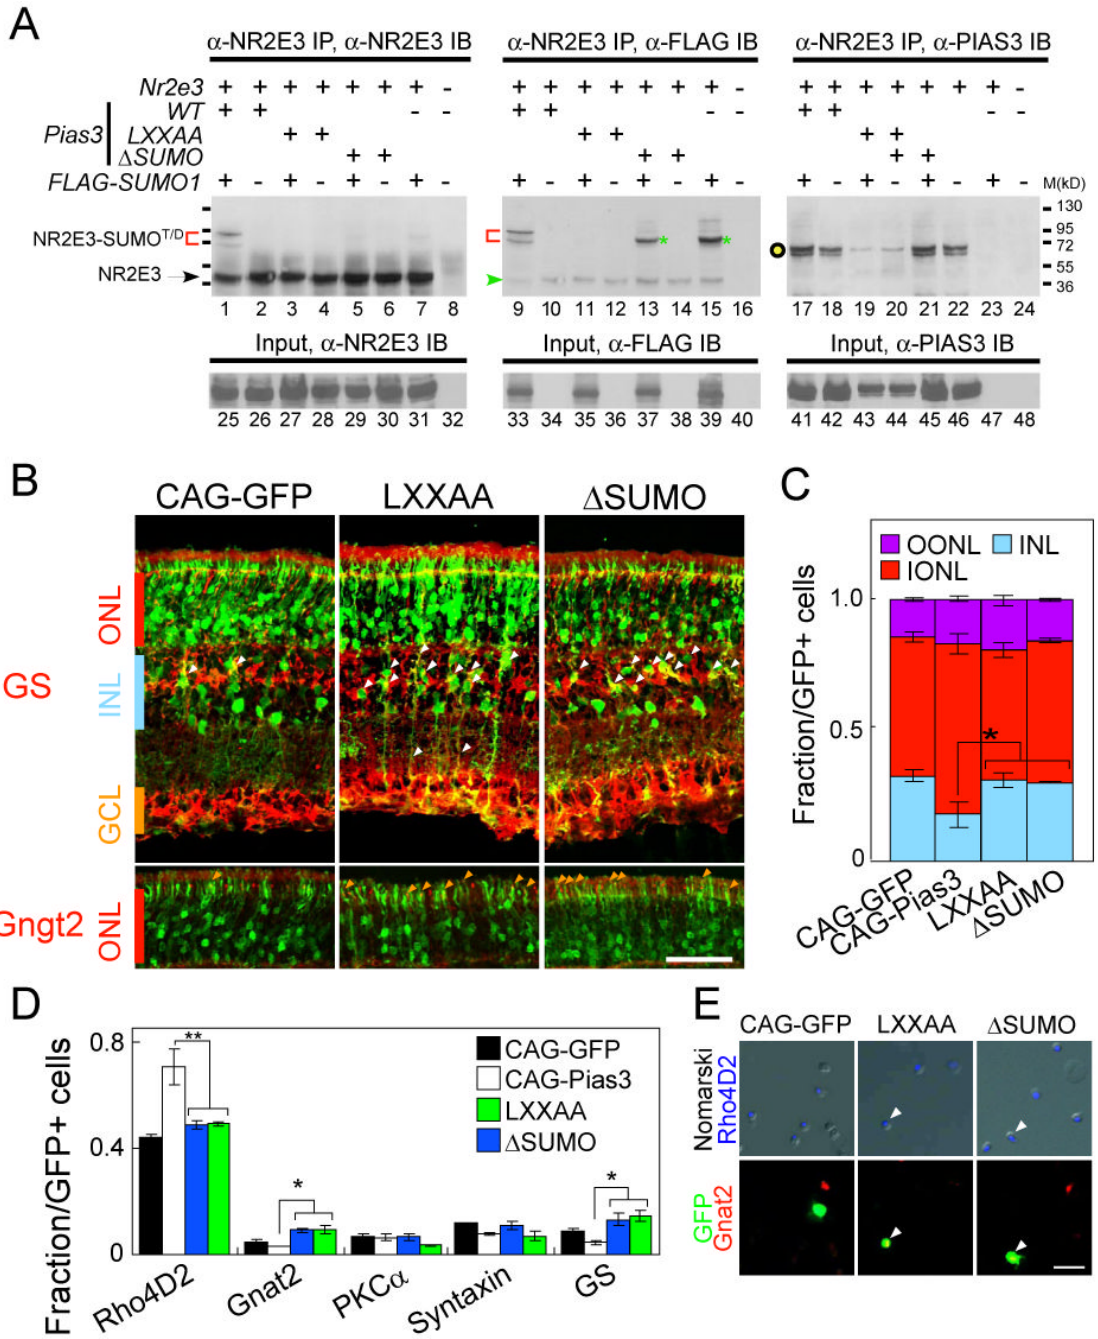 A
α-NR2E3 IP, α-NR2E3 IB α-NR2E3 IP, α-FLAG IB α-NR2E3 IP, α-PIAS3 IB
Nr2e3 + + + + + + + - + + + + + + + - + + + + + + + -
WT + + - - + + - - + + - -
Pias3 LXXAA + + + + + +
ΔSUMO + + + + + +
FLAG-SUMO1 + - + - + - + - + - + - + - + - + - + - + - + -
M(kD)
NR2E3-SUMOT/D
NR2E3
130
95
72
55
36
* *
1 2 3 4 5 6 7 8 9 10 11 12 13 14 15 16 17 18 19 20 21 22 23 24
Input, α-NR2E3 IB Input, α-FLAG IB Input, α-PIAS3 IB
25 26 27 28 29 30 31 32 33 34 35 36 37 38 39 40 41 42 43 44 45 46 47 48
B
CAG-GFP LXXAA ΔSUMO
GS
ONL
INL
GCL
Gngt2
ONL
C
OONL INL
IONL
Fraction/GFP+ cells
1.0
0.5
0
*
CAG-GFP
CAG-Pias3
LXXAA
ΔSUMO
D
Fraction/GFP+ cells
0.8
0.4
0
** * *
CAG-GFP
CAG-Pias3
LXXAA
ΔSUMO
Rho4D2 Gnat2 PKCα Syntaxin GS
E
CAG-GFP LXXAA ΔSUMO
Nomarski
Rho4D2
GFP
Gnat2